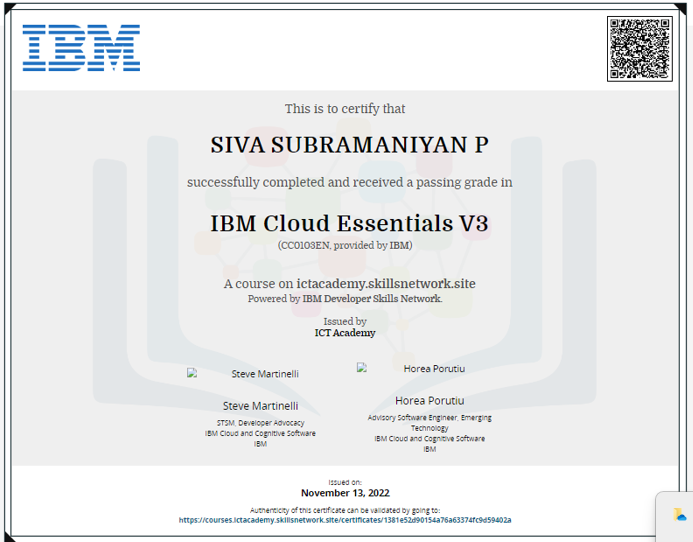 IBM
This is to certify that
SIVA SUBRAMANIYAN P
successfully completed and received a passing grade in
IBM Cloud Essentials V3
(CC0103EN, provided by IBM)
A course on ictacademy.skillsnetwork.site
Powered by IBM Developer Skills Network.
Issued by
ICT Academy
Steve Martinelli
Horea Porutiu
Steve Martinelli
STSM, Developer Advocacy
IBM Cloud and Cognitive Software
IBM
Horea Porutiu
Advisory Software Engineer, Emerging
Technology
IBM Cloud and Cognitive Software
IBM
Issued on:
November 13, 2022
Authenticity of this certificate can be validated by going to:
https://courses.ictacademy.skillsnetwork.site/certificates/1381e52d90154a76a63374fc9d59402a